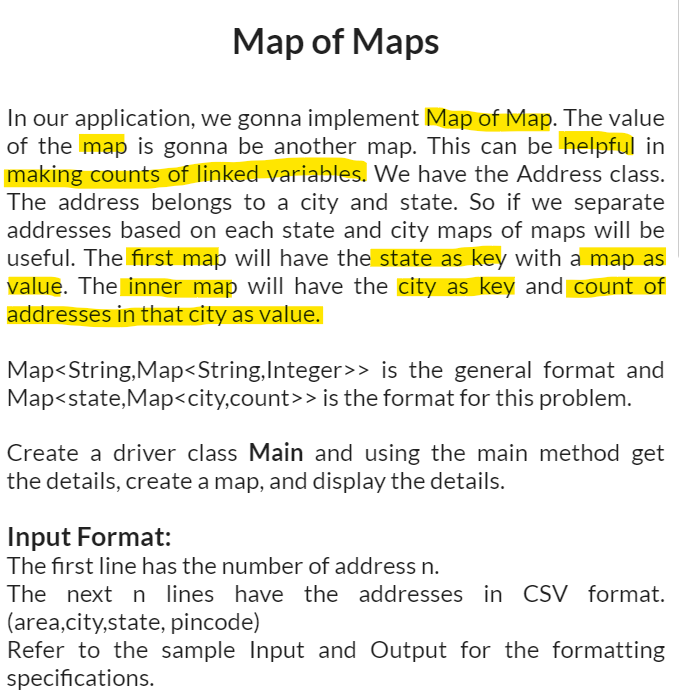 Map of Maps
In our application, we gonna implement Map of Map. The value
of the map is gonna be another map. This can be helpful in
making counts of linked variables. We have the Address class.
The address belongs to a city and state. So if we separate
addresses based on each state and city maps of maps will be
useful. The first map will have the state as key with a map as
value. The inner map will have the city as key and count of
addresses in that city as value.
Map<String,Map<String,Integer>> is the general format and
Map<state,Map<city,count>> is the format for this problem.
Create a driver class Main and using the main method get
the details, create a map, and display the details.
Input Format:
The first line has the number of address n.
The next n lines have the addresses in CSV format.
(area,city,state, pincode)
Refer to the sample Input and Output for the formatting
specifications.